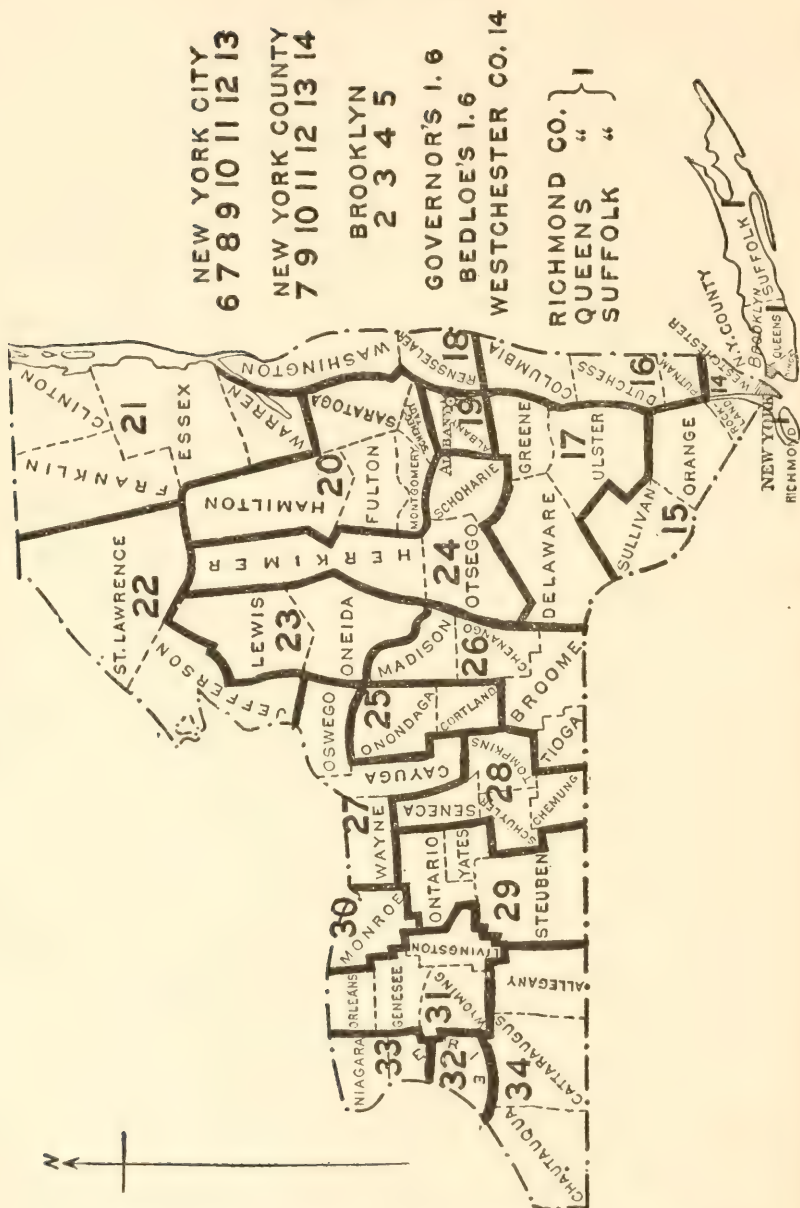 N
NEW YORK CITY
6 7 8 9 10 11 12 13
NEW YORK COUNTY
7 9 10 11 12 13 14
BROOKLYN
2 3 4 5
GOVERNOR'S I. 6
BEDLOE'S I. 6
WESTCHESTER CO. 14
RICHMOND CO.
QUEENS "
SUFFOLK "
} 1
CLINTON
FRANKLIN
21
ESSEX
ST. LAWRENCE
22
JEFFERSON
WARREN
WASHINGTON
HAMILTON
20
SARATOGA
FULTON
MONTGOMERY
HERKIMER
LEWIS
23
ONEIDA
OSWEGO
RENSSELAER
18
ALBANY
19
ALBANY
SCHOHARIE
24
OTSEGO
MADISON
26
CHENANGO
25
ONONDAGA
CORTLAND
CAYUGA
27
WAYNE
SENECA
ONTARIO
YATES
30
MONROE
ORLEANS
NIAGARA
GENESEE
33
31
WYOMING
LIVINGSTON
32
ERIE
E
29
STEUBEN
28
TOMPKINS
SCHUYLER
CHEMUNG
TIOGA
BROOME
DELAWARE
GREENE
COLUMBIA
17
ULSTER
DUTCHESS
16
PUTNAM
SULLIVAN
ORANGE
15
14
WESTCHESTER
N.Y. COUNTY
NEW YORK
BROOKLYN
QUEENS
SUFFOLK
1
1
RICHMOND
1
ALLEGANY
CATTARAUGUS
34
CHAUTAUQUA